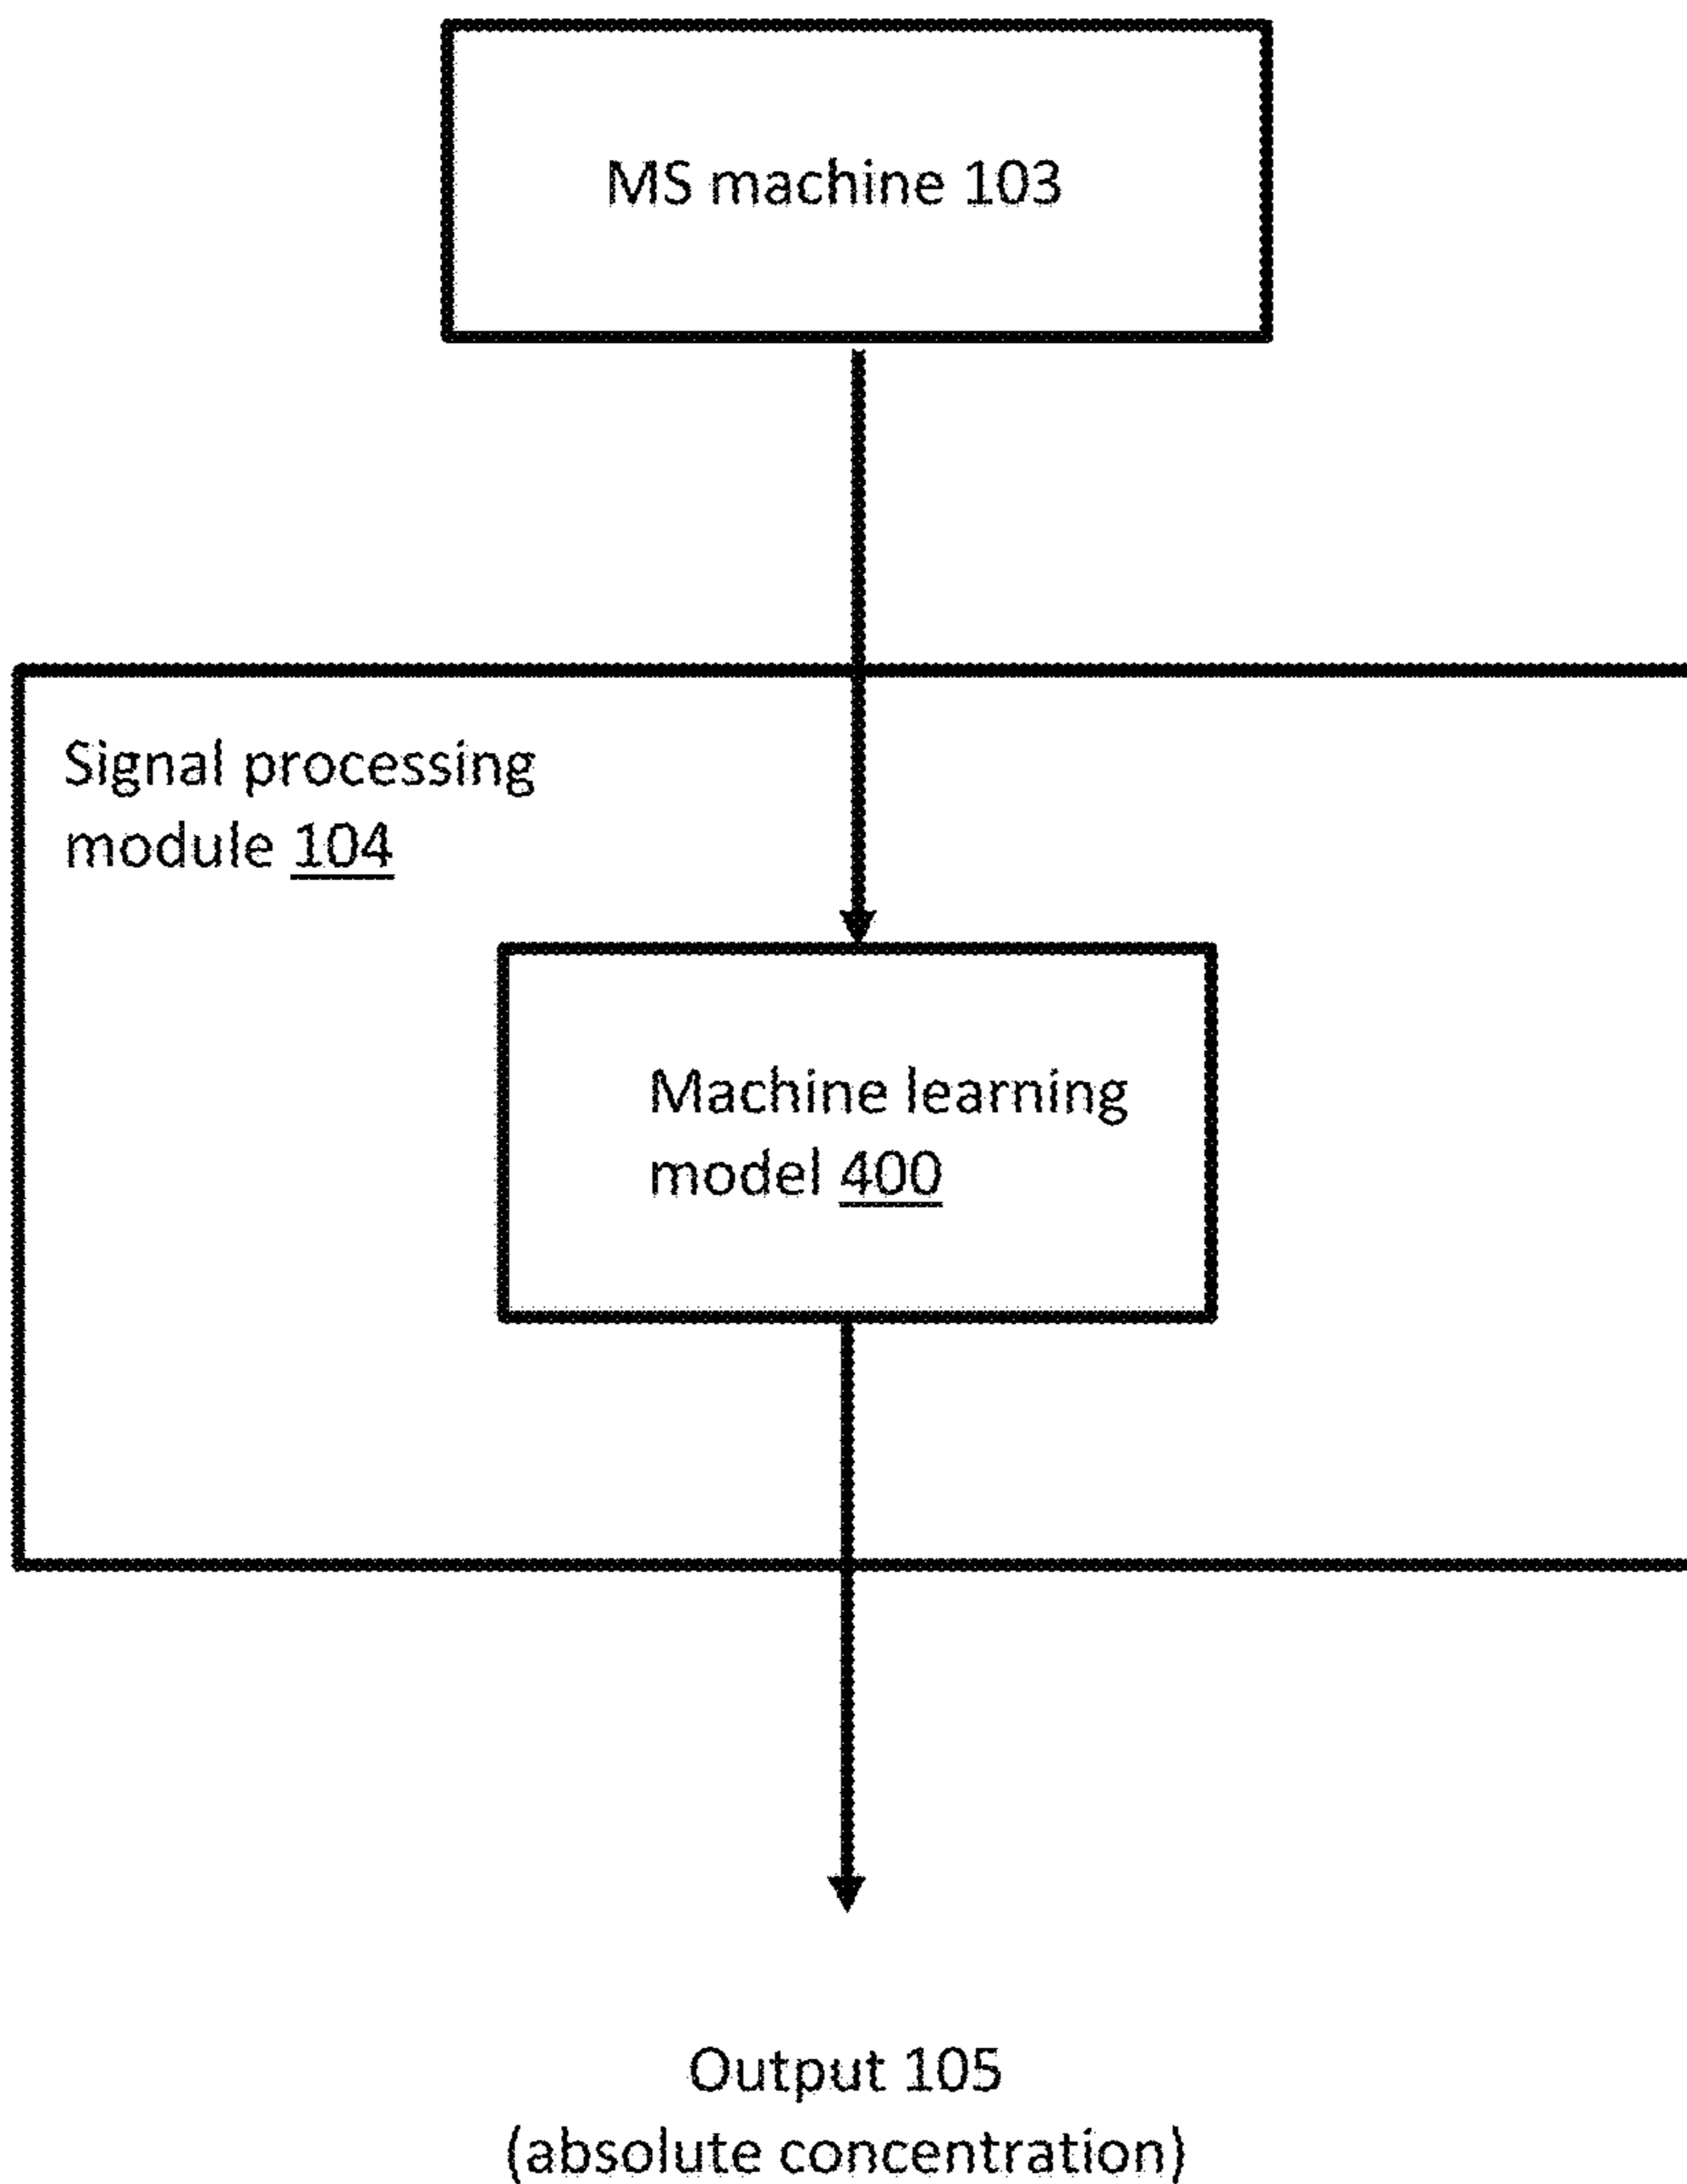 MS machine 103
Signal processing
module 104
Machine learning
model 400
Output 105
(absolute concentration)